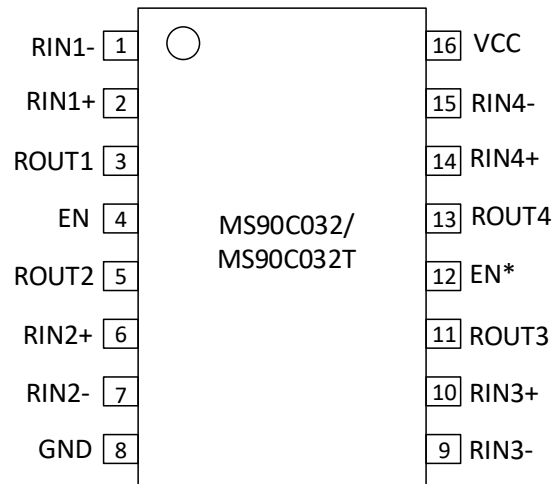 RIN1- 1
RIN1+ 2
ROUT1 3
EN 4
ROUT2 5
RIN2+ 6
RIN2- 7
GND 8
MS90C032/
MS90C032T
16 VCC
15 RIN4-
14 RIN4+
13 ROUT4
12 EN*
11 ROUT3
10 RIN3+
9 RIN3-